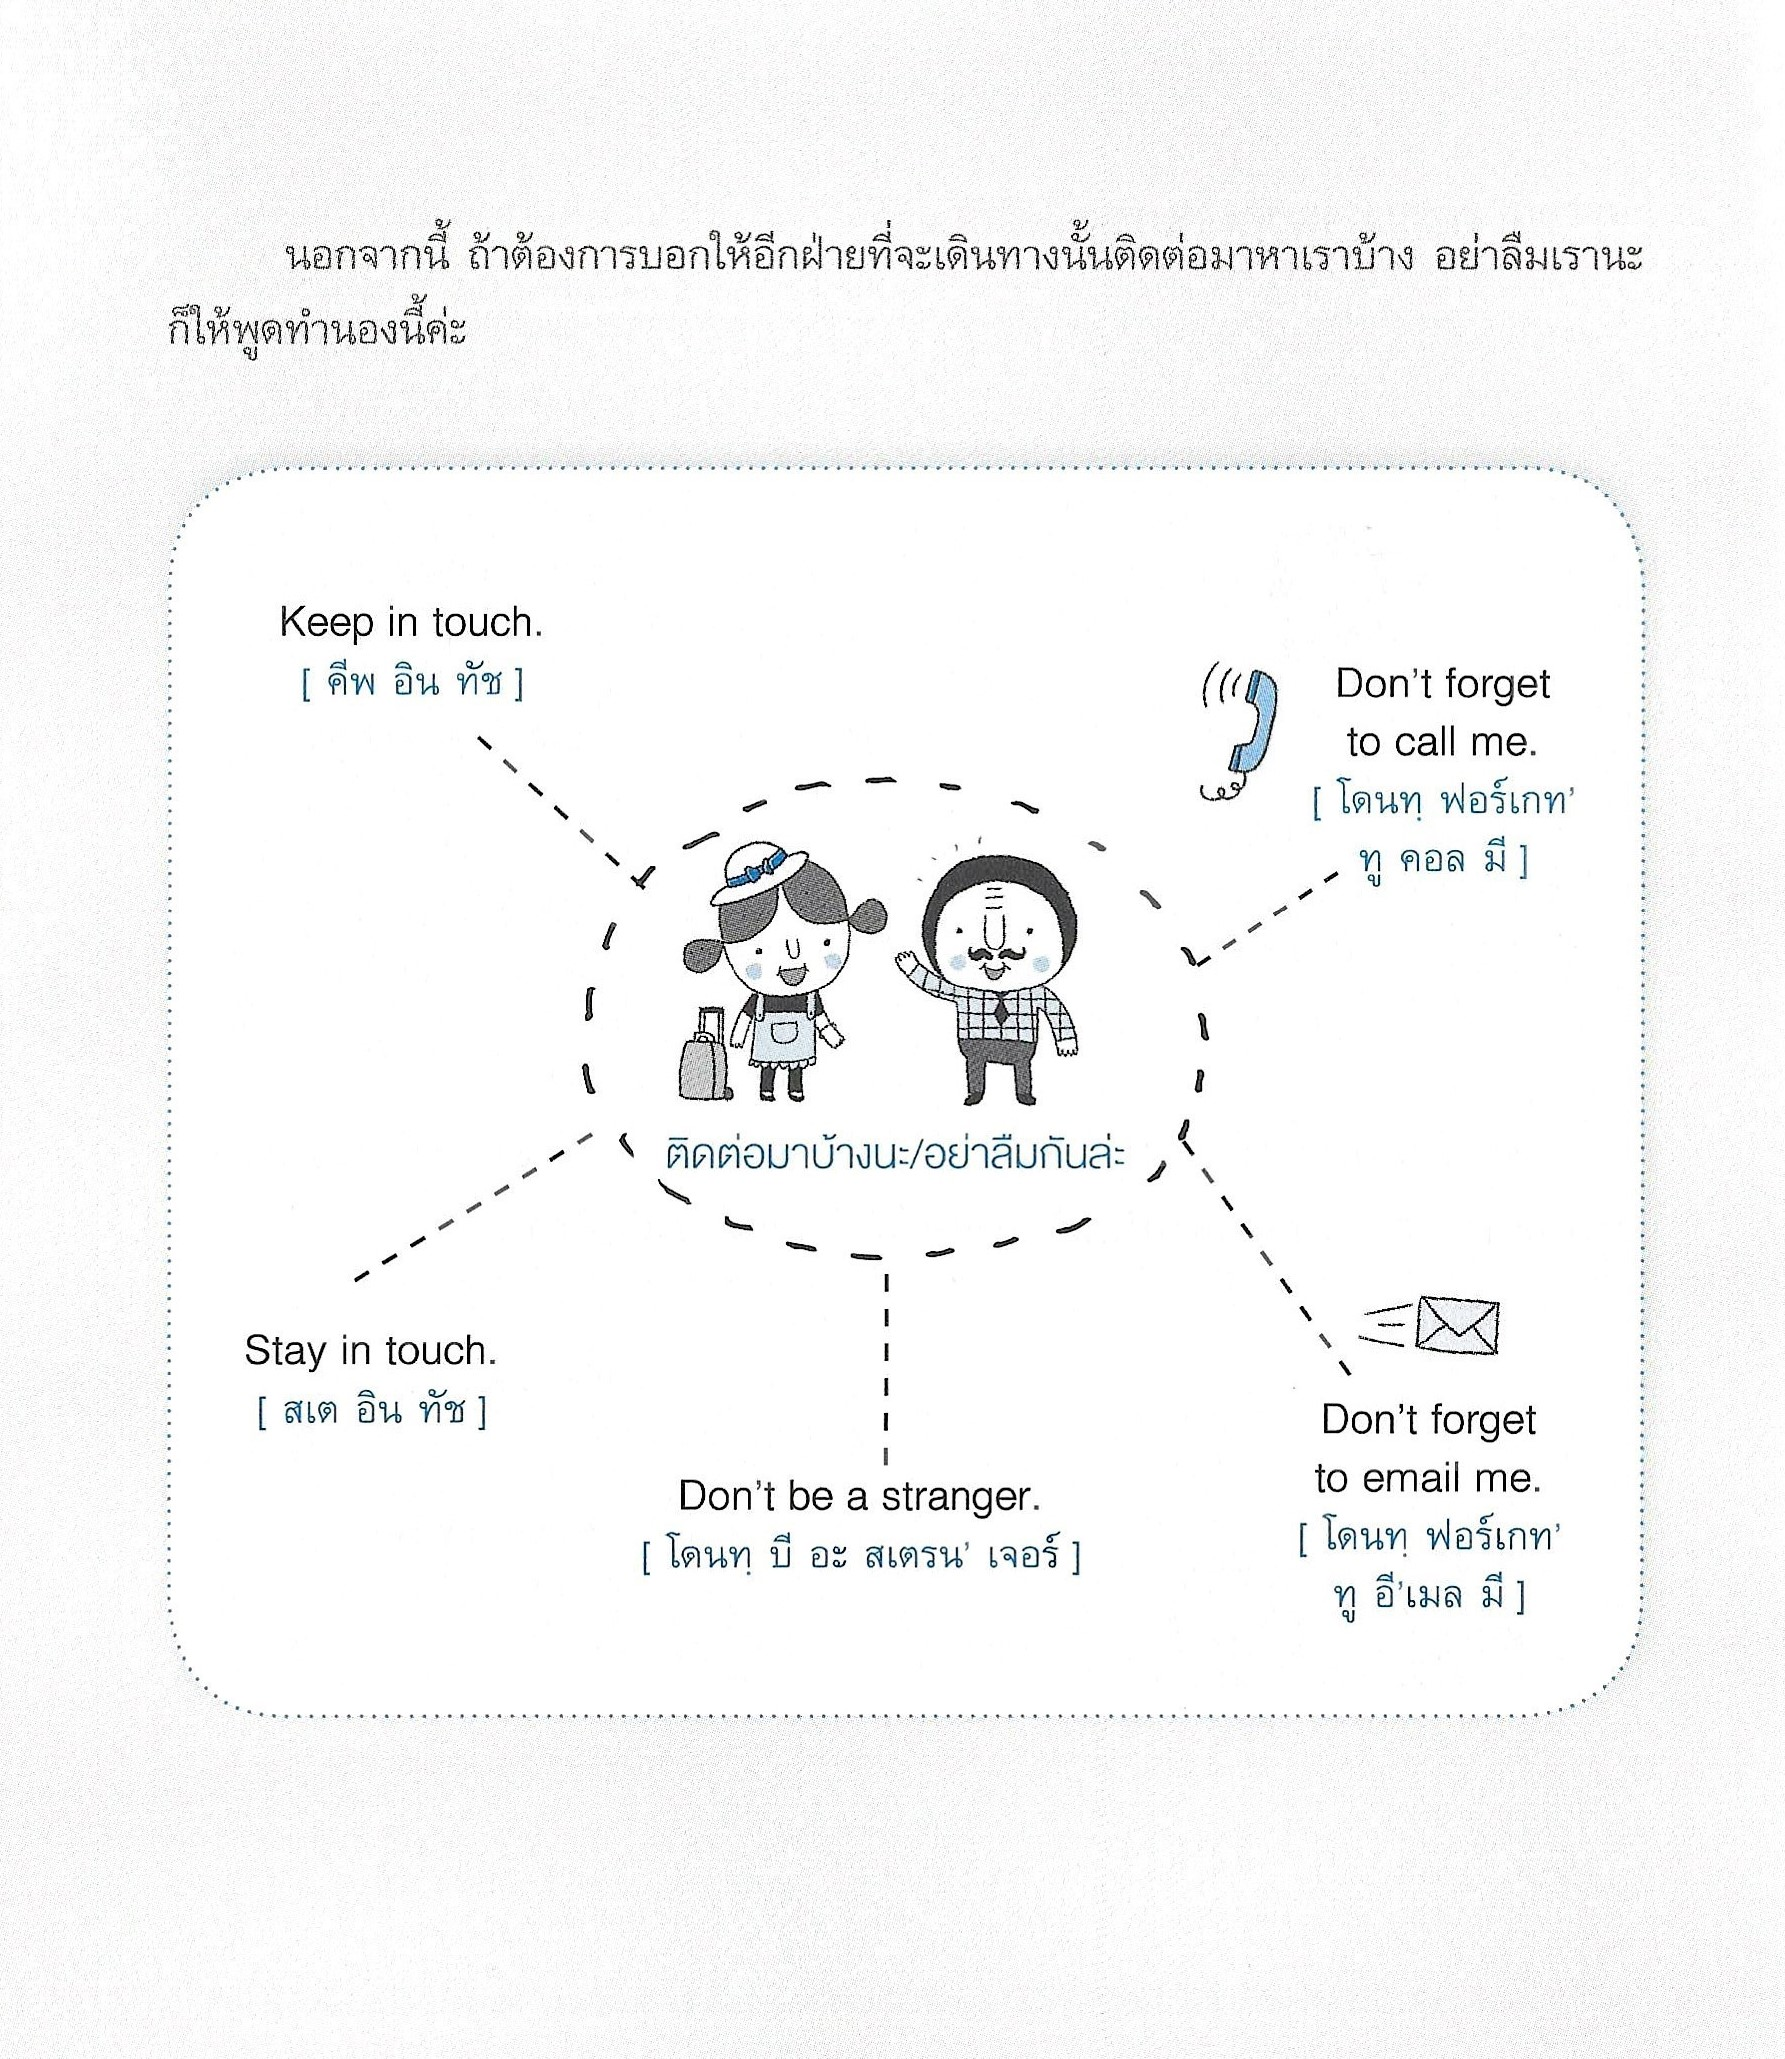 นอกจากนี้ ถ้าต้องการบอกให้อีกฝ่ายที่จะเดินทางนั้นติดต่อมาหาเราบ้าง อย่าลืมเรานะ
ก็ให้พูดทำนองนี้ค่ะ
Keep in touch.
[ คีพ อิน ทัช ]
Don't forget
to call me.
[ โดนทฺ ฟอร์เกท'
ทู คอล มี ]
ติดต่อมาบ้างนะ/อย่าลืมกันล่ะ
Stay in touch.
[ สเต อิน ทัช ]
Don't be a stranger.
[ โดนทฺ บี อะ สเตรน' เจอร์ ]
Don't forget
to email me.
[ โดนทฺ ฟอร์เกท'
ทู อี'เมล มี ]